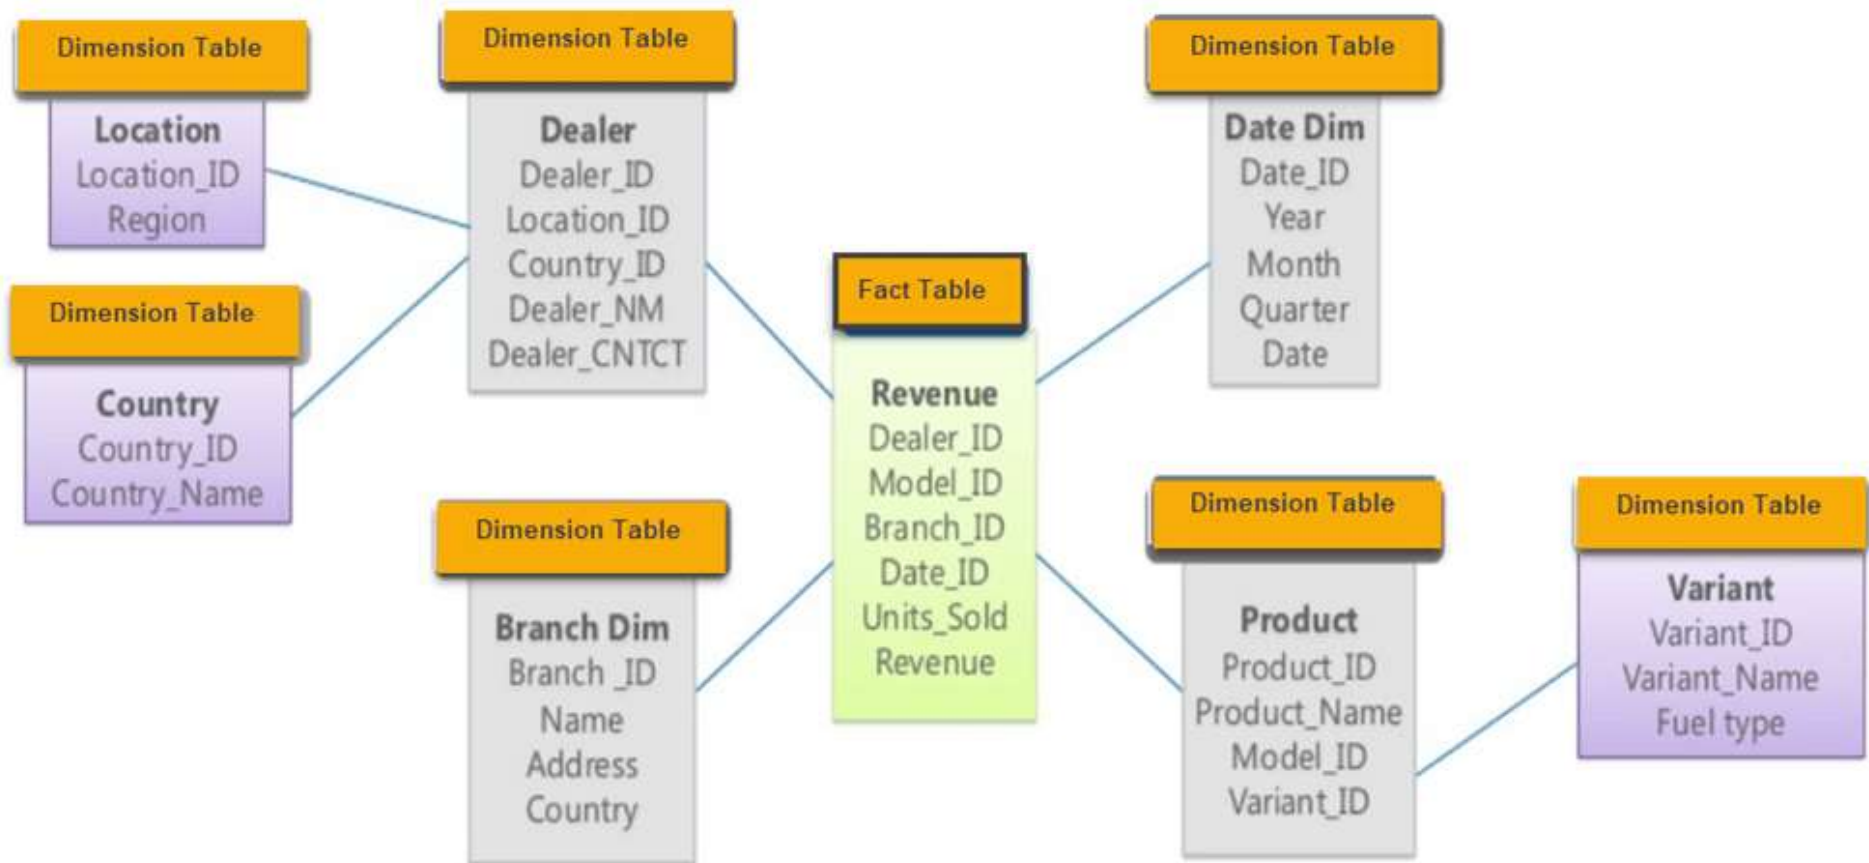 Dimension Table
Location
Location_ID
Region
Dimension Table
Country
Country_ID
Country_Name
Dimension Table
Dealer
Dealer_ID
Location_ID
Country_ID
Dealer_NM
Dealer_CNTCT
Dimension Table
Branch Dim
Branch _ID
Name
Address
Country
Fact Table
Revenue
Dealer_ID
Model_ID
Branch_ID
Date_ID
Units_Sold
Revenue
Dimension Table
Date Dim
Date_ID
Year
Month
Quarter
Date
Dimension Table
Product
Product_ID
Product_Name
Model_ID
Variant_ID
Dimension Table
Variant
Variant_ID
Variant_Name
Fuel type